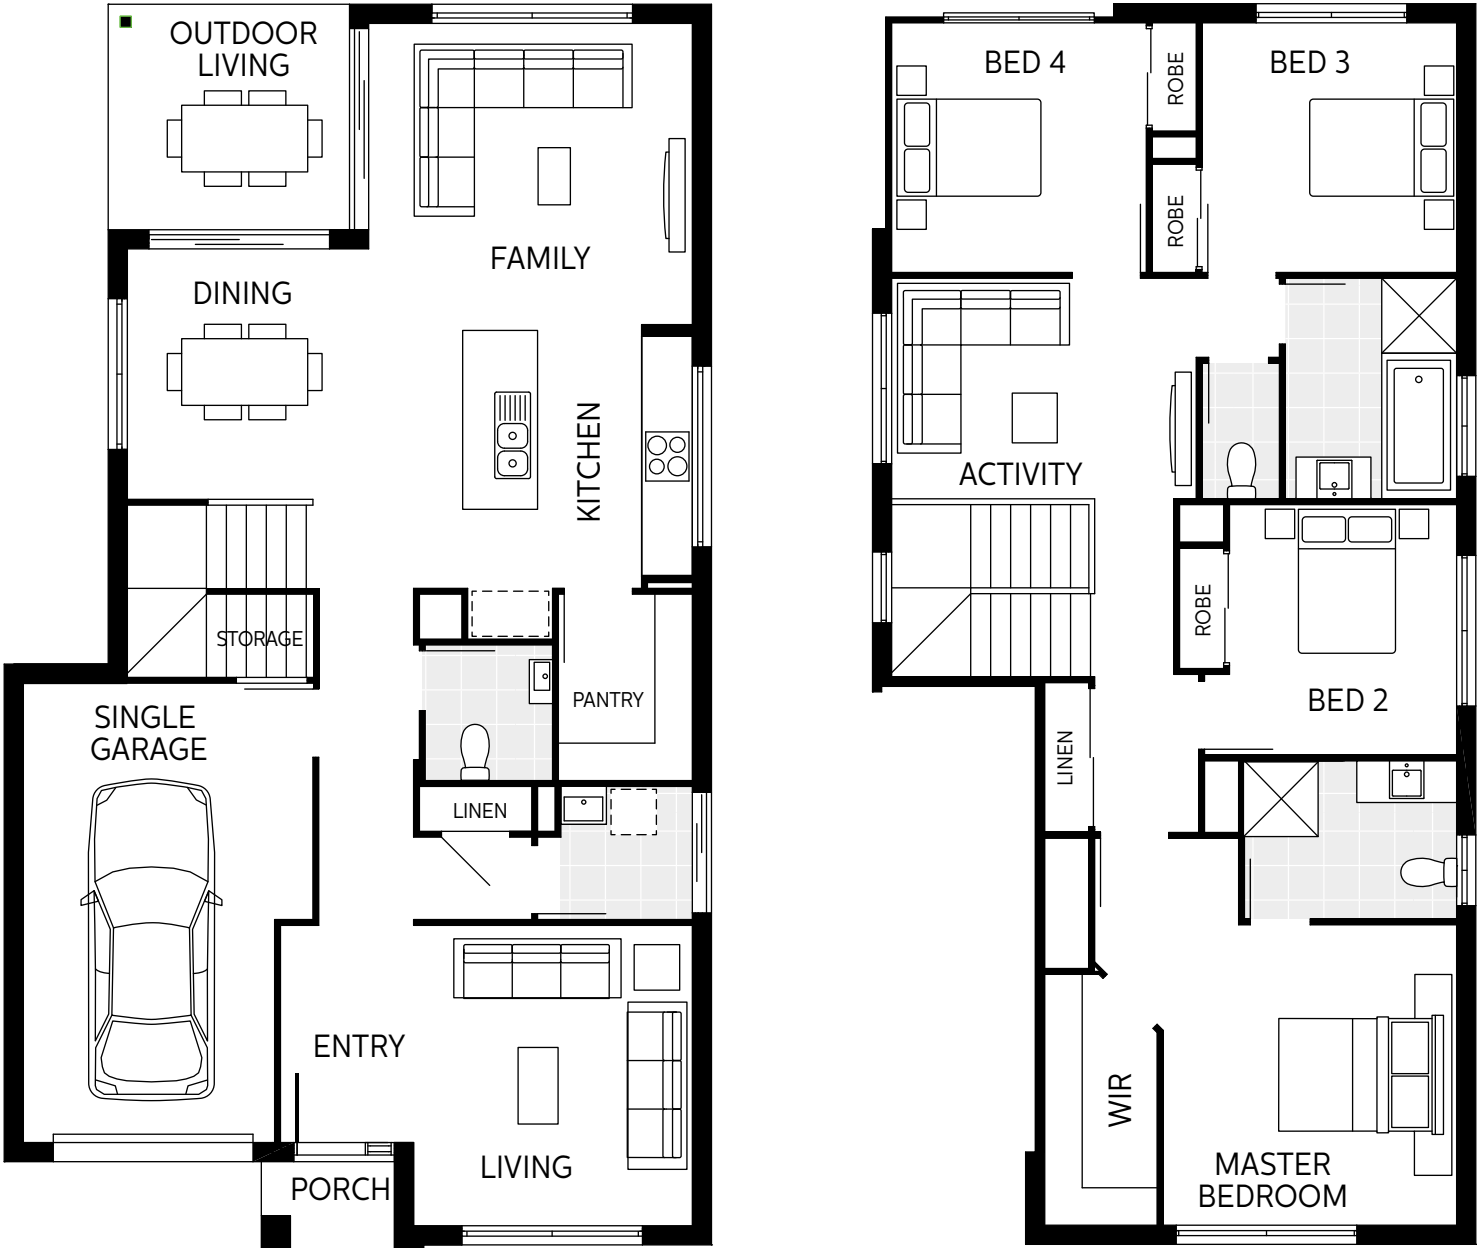 OUTDOOR
LIVING
FAMILY
DINING
KITCHEN
STORAGE
PANTRY
SINGLE
GARAGE
LINEN
ENTRY
LIVING
PORCH
BED 4
ROBE
BED 3
ROBE
ACTIVITY
ROBE
BED 2
LINEN
WIR
MASTER
BEDROOM